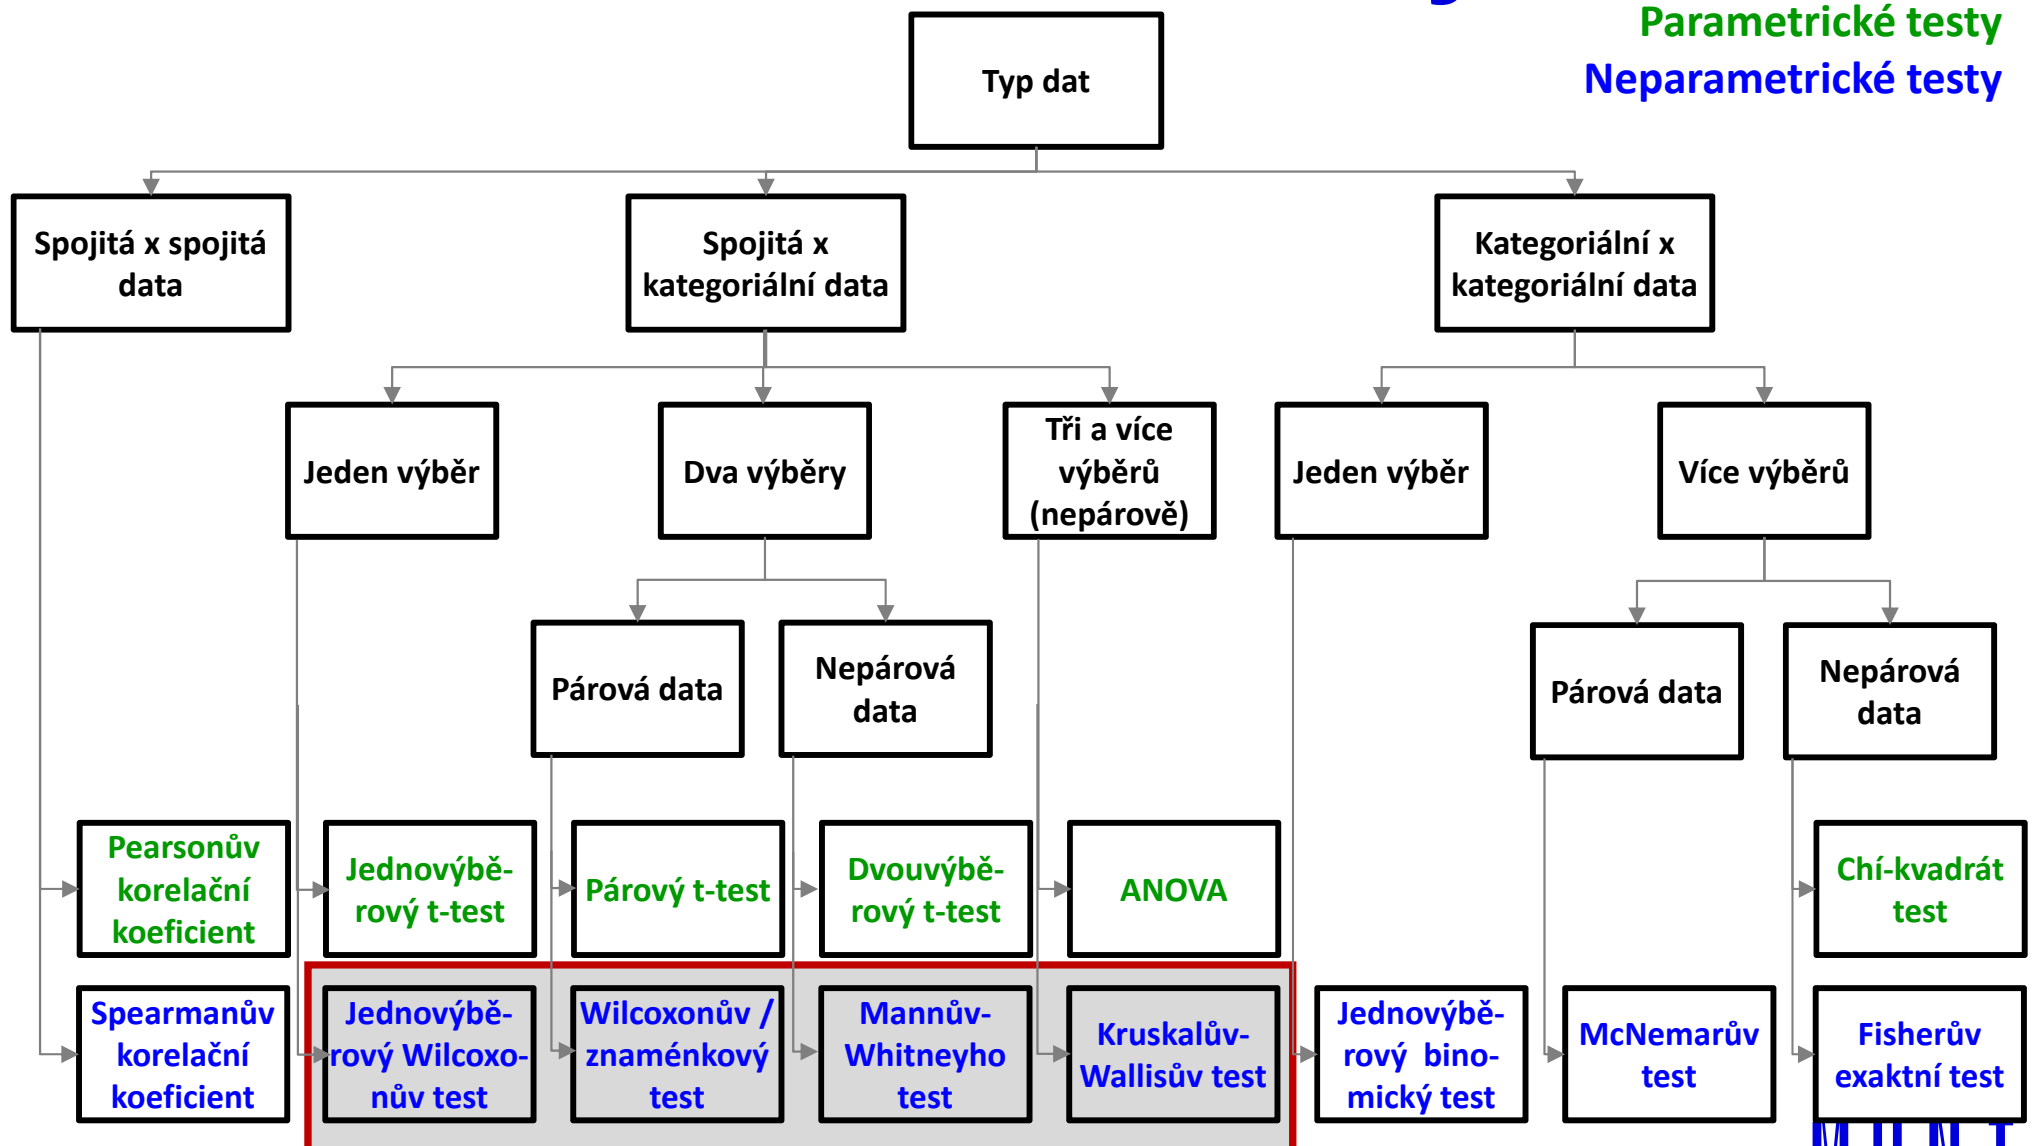 Parametrické testy
Neparametrické testy
Typ dat
Spojitá x spojitá
data
Spojitá x
kategoriální data
Kategoriální x
kategoriální data
Jeden výběr
Dva výběry
Tři a více
výběrů
(nepárově)
Jeden výběr
Více výběrů
Párová data
Nepárová
data
Párová data
Nepárová
data
Pearsonův
korelační
koeficient
Jednovýbě-
rový t-test
Párový t-test
Dvouvýbě-
rový t-test
ANOVA
Chí-kvadrát
test
Spearmanův
korelační
koeficient
Jednovýbě-
rový Wilcoxo-
nův test
Wilcoxonův /
znaménkový
test
Mannův-
Whitneyho
test
Kruskalův-
Wallisův test
Jednovýbě-
rový bino-
mický test
McNemarův
test
Fisherův
exaktní test